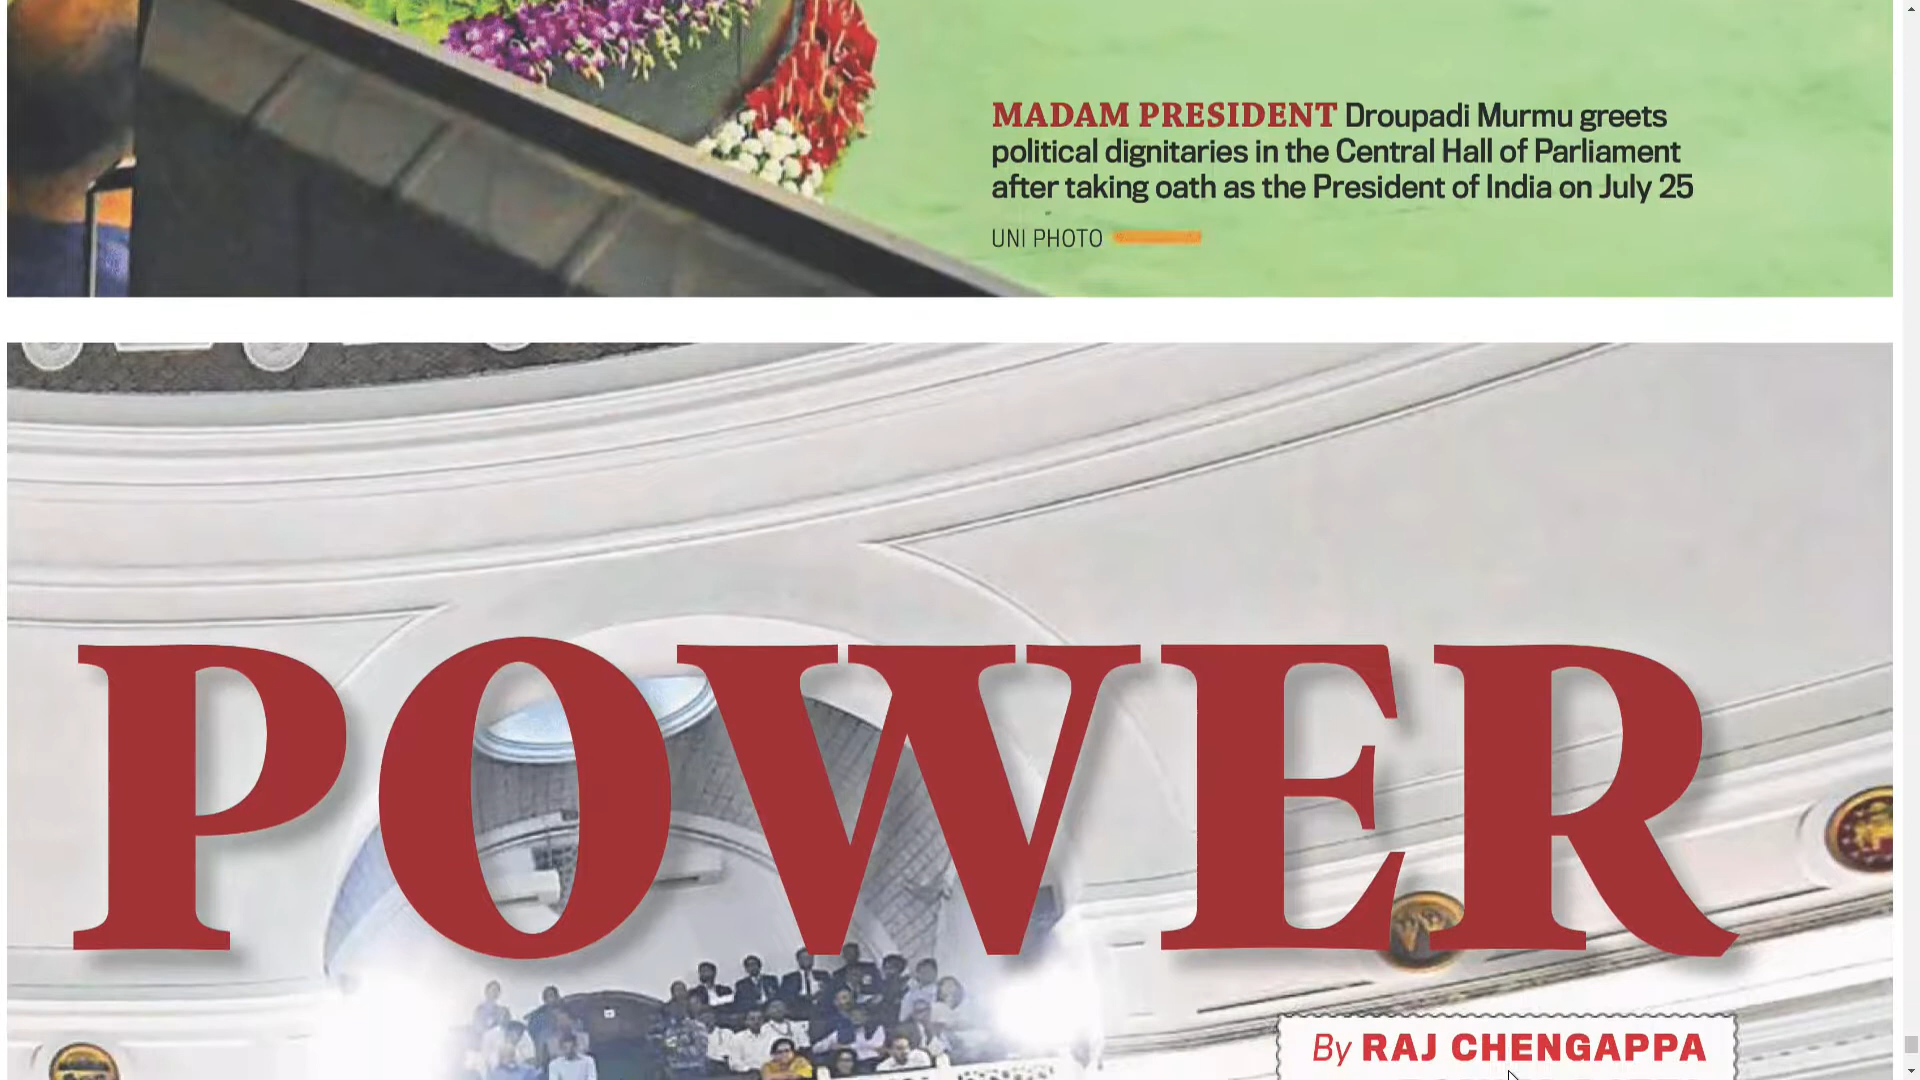 MADAM PRESIDENT Droupadi Murmu greets
political dignitaries in the Central Hall of Parliament
after taking oath as the President of India on July 25
UNI PHOTO
POWER
By RAJ CHENGAPPA